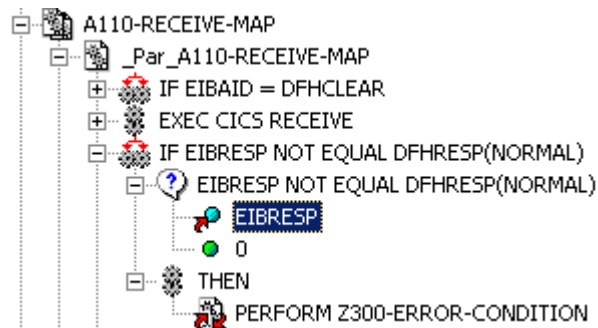 A110-RECEIVE-MAP
_Par_A110-RECEIVE-MAP
IF EIBAID = DFHCLEAR
EXEC CICS RECEIVE
IF EIBRESP NOT EQUAL DFHRESP(NORMAL)
EIBRESP NOT EQUAL DFHRESP(NORMAL)
EIBRESP
0
THEN
PERFORM Z300-ERROR-CONDITION